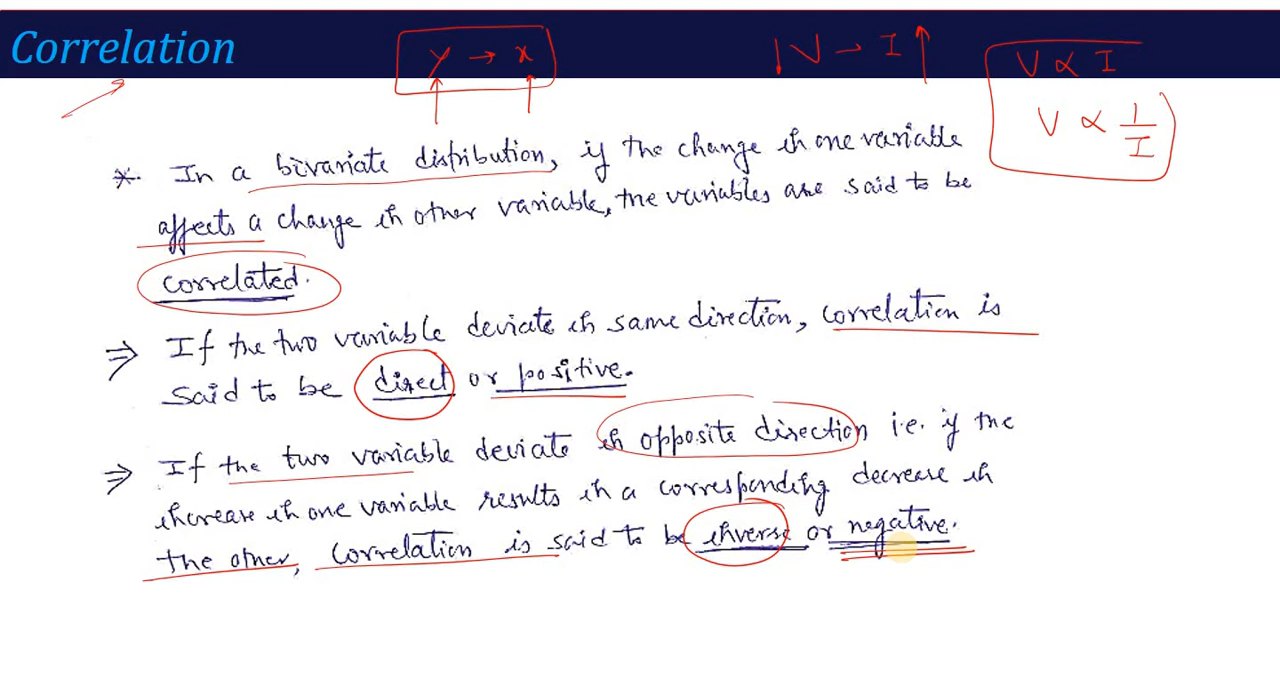 Correlation
y → x
↓V → I↑
V ∝ I
V ∝ 1/I
* In a bivariate distribution, if the change in one variable
affects a change in other variable, the variables are said to be
correlated.
⇒ If the two variable deviate in same direction, correlation is
said to be direct or positive.
⇒ If the two variable deviate in opposite direction i.e. if the
increase in one variable results in a corresponding decrease in
the other, correlation is said to be inverse or negative.